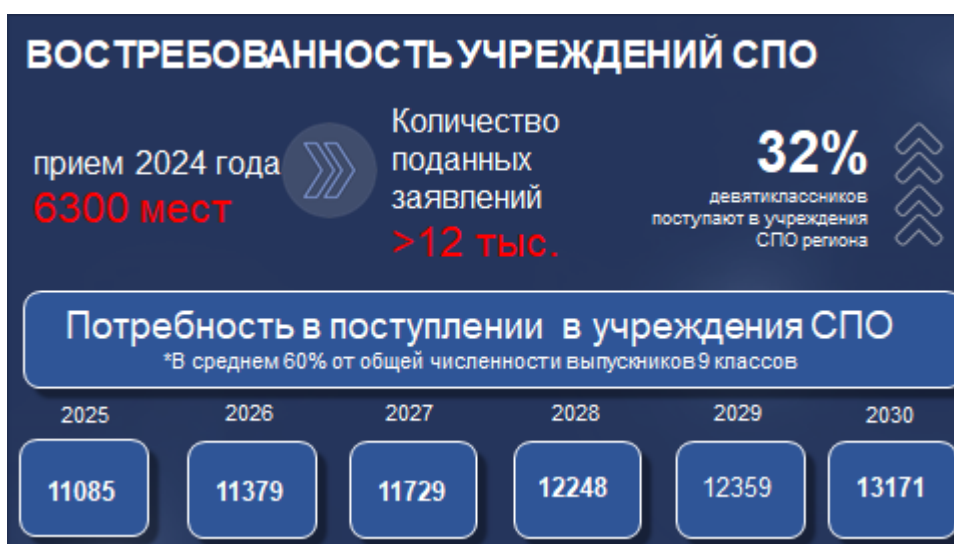 ВОСТРЕБОВАННОСТЬ УЧРЕЖДЕНИЙ СПО
прием 2024 года
6300 мест
Количество
поданных
заявлений
>12 тыс.
32%
девятиклассников
поступают в учреждения
СПО региона
Потребность в поступлении в учреждения СПО
*В среднем 60% от общей численности выпускников 9 классов
2025 2026 2027 2028 2029 2030
11085 11379 11729 12248 12359 13171